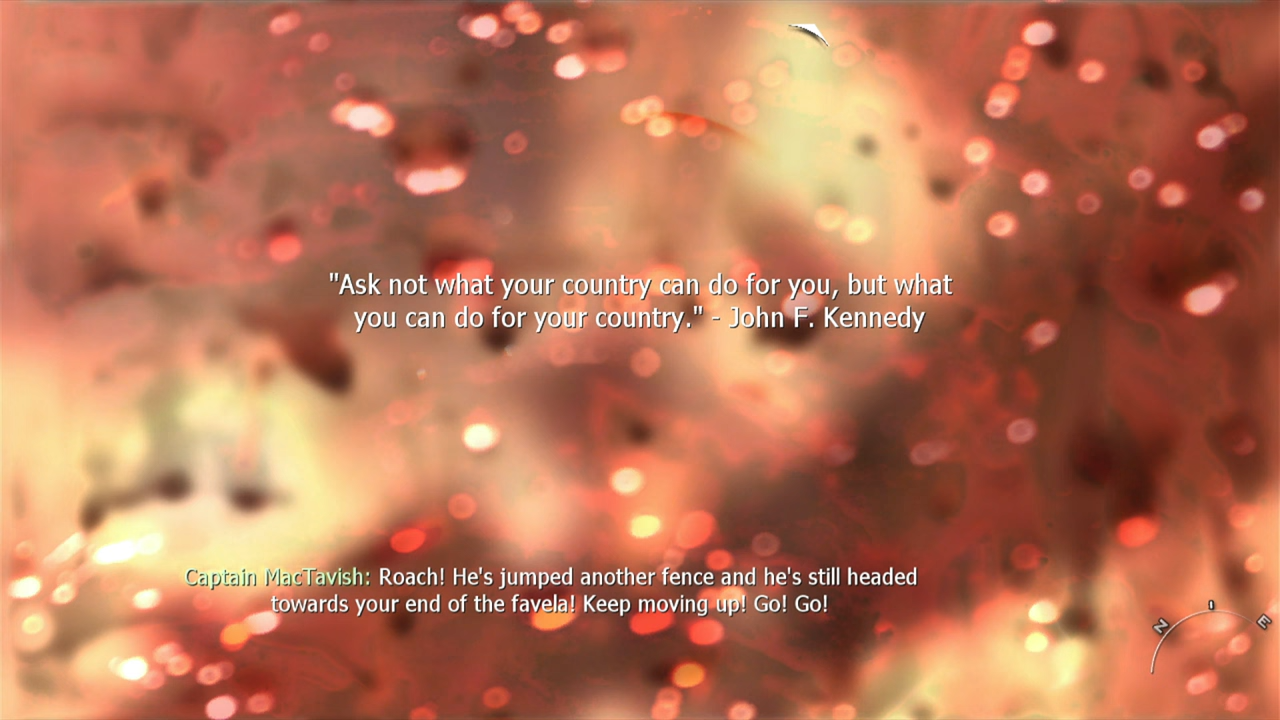 "Ask not what your country can do for you, but what
you can do for your country." - John F. Kennedy
Captain MacTavish: Roach! He's jumped another fence and he's still headed
towards your end of the favela! Keep moving up! Go! Go!
N
E